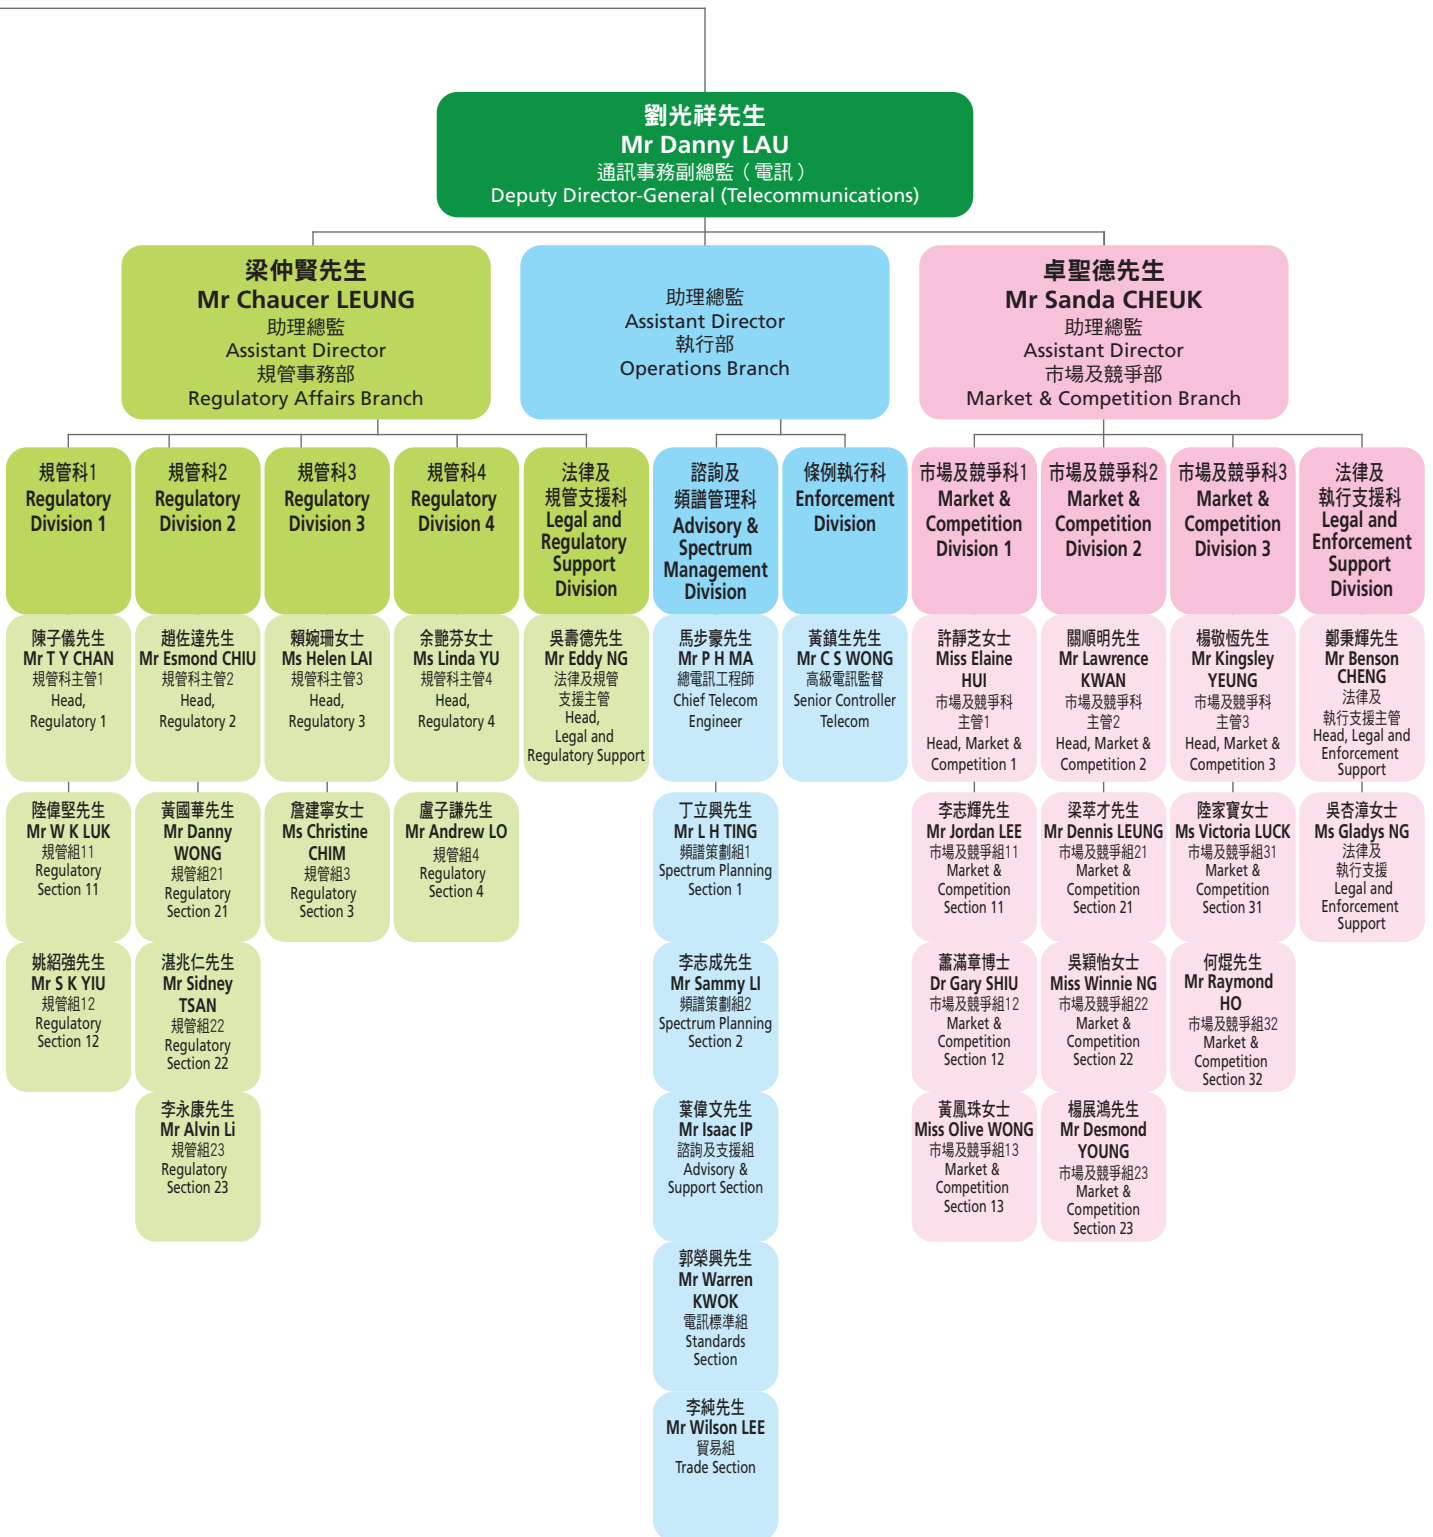 劉光祥先生
Mr Danny LAU
通訊事務副總監（電訊）
Deputy Director-General (Telecommunications)
梁仲賢先生
Mr Chaucer LEUNG
助理總監
Assistant Director
規管事務部
Regulatory Affairs Branch
助理總監
Assistant Director
執行部
Operations Branch
卓聖德先生
Mr Sanda CHEUK
助理總監
Assistant Director
市場及競爭部
Market & Competition Branch
規管科1
Regulatory
Division 1
規管科2
Regulatory
Division 2
規管科3
Regulatory
Division 3
規管科4
Regulatory
Division 4
法律及
規管支援科
Legal and
Regulatory
Support
Division
諮詢及
頻譜管理科
Advisory &
Spectrum
Management
Division
條例執行科
Enforcement
Division
市場及競爭科1
Market &
Competition
Division 1
市場及競爭科2
Market &
Competition
Division 2
市場及競爭科3
Market &
Competition
Division 3
法律及
執行支援科
Legal and
Enforcement
Support
Division
陳子儀先生
Mr T Y CHAN
規管科主管1
Head,
Regulatory 1
趙佐達先生
Mr Esmond CHIU
規管科主管2
Head,
Regulatory 2
賴婉珊女士
Ms Helen LAI
規管科主管3
Head,
Regulatory 3
余艷芬女士
Ms Linda YU
規管科主管4
Head,
Regulatory 4
吳壽德先生
Mr Eddy NG
法律及規管
支援主管
Head,
Legal and
Regulatory Support
馬步豪先生
Mr P H MA
總電訊工程師
Chief Telecom
Engineer
黃鎮生先生
Mr C S WONG
高級電訊監督
Senior Controller
Telecom
許靜芝女士
Miss Elaine
HUI
市場及競爭科
主管1
Head, Market &
Competition 1
關順明先生
Mr Lawrence
KWAN
市場及競爭科
主管2
Head, Market &
Competition 2
楊敬恆先生
Mr Kingsley
YEUNG
市場及競爭科
主管3
Head, Market &
Competition 3
鄭秉輝先生
Mr Benson
CHENG
法律及
執行支援主管
Head, Legal and
Enforcement
Support
陸偉堅先生
Mr W K LUK
規管組11
Regulatory
Section 11
黃國華先生
Mr Danny
WONG
規管組21
Regulatory
Section 21
詹建寧女士
Ms Christine
CHIM
規管組3
Regulatory
Section 3
盧子謙先生
Mr Andrew LO
規管組4
Regulatory
Section 4
丁立興先生
Mr L H TING
頻譜策劃組1
Spectrum Planning
Section 1
李志輝先生
Mr Jordan LEE
市場及競爭組11
Market &
Competition
Section 11
梁萃才先生
Mr Dennis LEUNG
市場及競爭組21
Market &
Competition
Section 21
陸家寶女士
Ms Victoria LUCK
市場及競爭組31
Market &
Competition
Section 31
吳杏漳女士
Ms Gladys NG
法律及
執行支援
Legal and
Enforcement
Support
姚紹強先生
Mr S K YIU
規管組12
Regulatory
Section 12
湛兆仁先生
Mr Sidney
TSAN
規管組22
Regulatory
Section 22
李志成先生
Mr Sammy LI
頻譜策劃組2
Spectrum Planning
Section 2
蕭滿章博士
Dr Gary SHIU
市場及競爭組12
Market &
Competition
Section 12
吳穎怡女士
Miss Winnie NG
市場及競爭組22
Market &
Competition
Section 22
何焜先生
Mr Raymond
HO
市場及競爭組32
Market &
Competition
Section 32
李永康先生
Mr Alvin Li
規管組23
Regulatory
Section 23
葉偉文先生
Mr Isaac IP
諮詢及支援組
Advisory &
Support Section
黃鳳珠女士
Miss Olive WONG
市場及競爭組13
Market &
Competition
Section 13
楊展鴻先生
Mr Desmond
YOUNG
市場及競爭組23
Market &
Competition
Section 23
郭榮興先生
Mr Warren
KWOK
電訊標準組
Standards
Section
李純先生
Mr Wilson LEE
貿易組
Trade Section